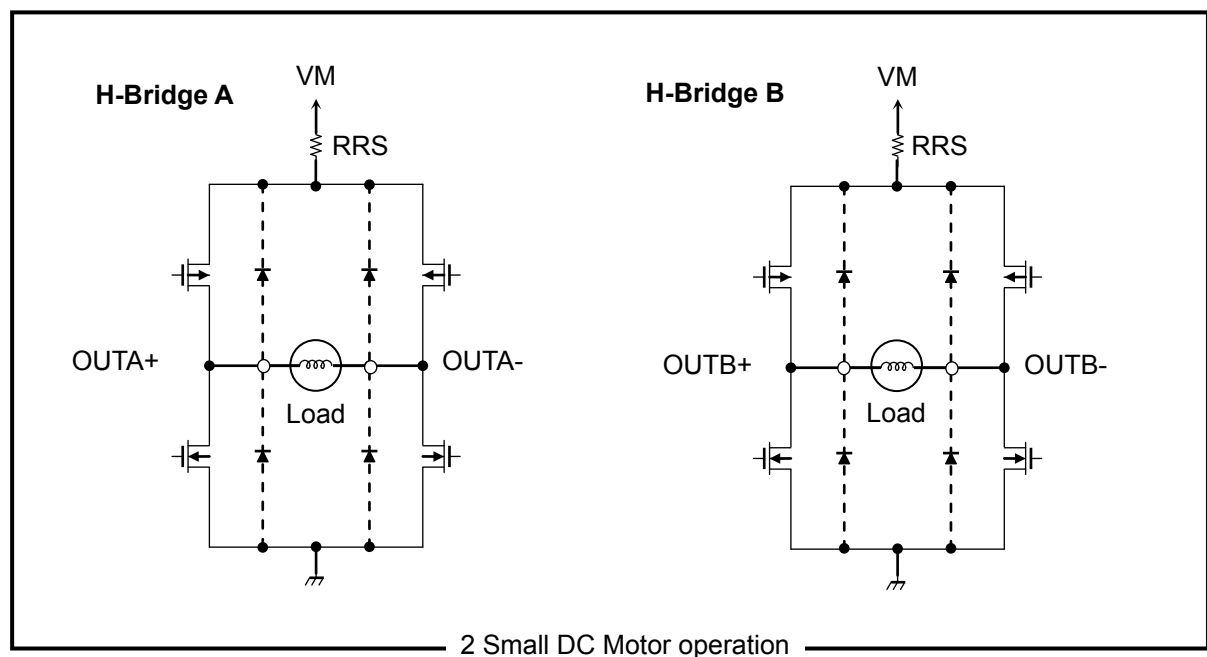 H-Bridge A
VM
RRS
OUTA+
OUTA-
Load
H-Bridge B
VM
RRS
OUTB+
OUTB-
Load
2 Small DC Motor operation